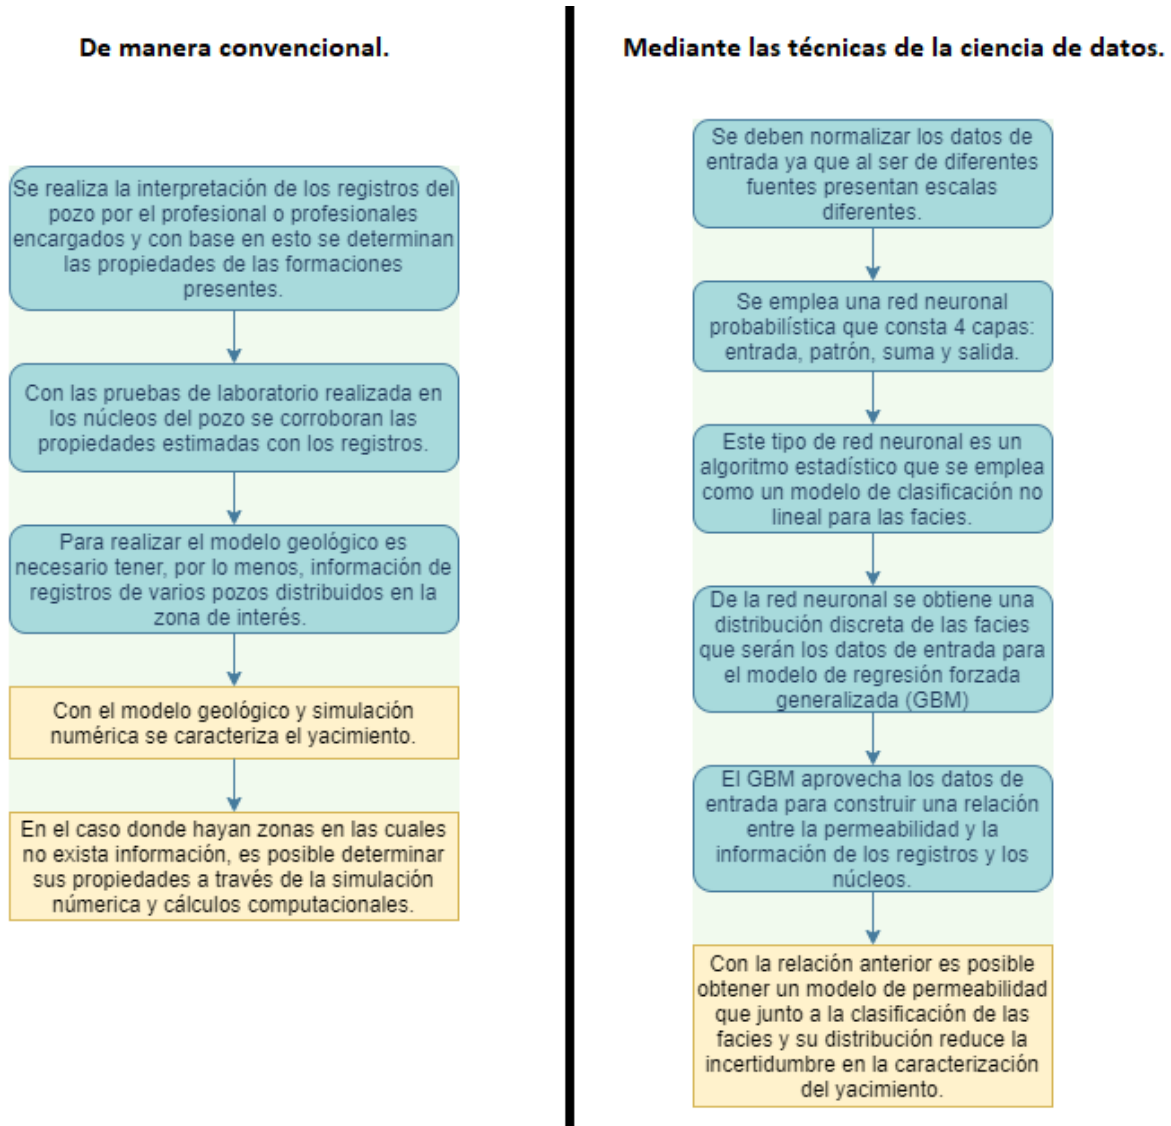 De manera convencional.
Se realiza la interpretación de los registros del
pozo por el profesional o profesionales
encargados y con base en esto se determinan
las propiedades de las formaciones
presentes.
Con las pruebas de laboratorio realizada en
los núcleos del pozo se corroboran las
propiedades estimadas con los registros.
Para realizar el modelo geológico es
necesario tener, por lo menos, información de
registros de varios pozos distribuidos en la
zona de interés.
Con el modelo geológico y simulación
numérica se caracteriza el yacimiento.
En el caso donde hayan zonas en las cuales
no exista información, es posible determinar
sus propiedades a través de la simulación
númerica y cálculos computacionales.
Mediante las técnicas de la ciencia de datos.
Se deben normalizar los datos de
entrada ya que al ser de diferentes
fuentes presentan escalas
diferentes.
Se emplea una red neuronal
probabilística que consta 4 capas:
entrada, patrón, suma y salida.
Este tipo de red neuronal es un
algoritmo estadístico que se emplea
como un modelo de clasificación no
lineal para las facies.
De la red neuronal se obtiene una
distribución discreta de las facies
que serán los datos de entrada para
el modelo de regresión forzada
generalizada (GBM)
El GBM aprovecha los datos de
entrada para construir una relación
entre la permeabilidad y la
información de los registros y los
núcleos.
Con la relación anterior es posible
obtener un modelo de permeabilidad
que junto a la clasificación de las
facies y su distribución reduce la
incertidumbre en la caracterización
del yacimiento.